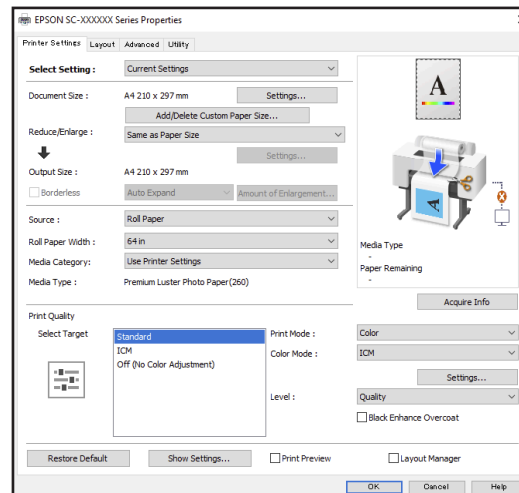 EPSON SC-XXXXXX Series Properties
Printer Settings Layout Advanced Utility
Select Setting : Current Settings
Document Size : A4 210 x 297 mm Settings...
Add/Delete Custom Paper Size...
Reduce/Enlarge : Same as Paper Size
Settings...
Output Size : A4 210 x 297 mm
Borderless Auto Expand Amount of Enlargement...
Source : Roll Paper
Roll Paper Width : 64 in
Media Category: Use Printer Settings
Media Type : Premium Luster Photo Paper(260)
A
A
Media Type
-
Paper Remaining
-
Acquire Info
Print Quality
Select Target
Standard
ICM
Off (No Color Adjustment)
Print Mode : Color
Color Mode : ICM
Settings...
Level : Quality
Black Enhance Overcoat
Restore Default Show Settings... Print Preview Layout Manager
OK Cancel Help